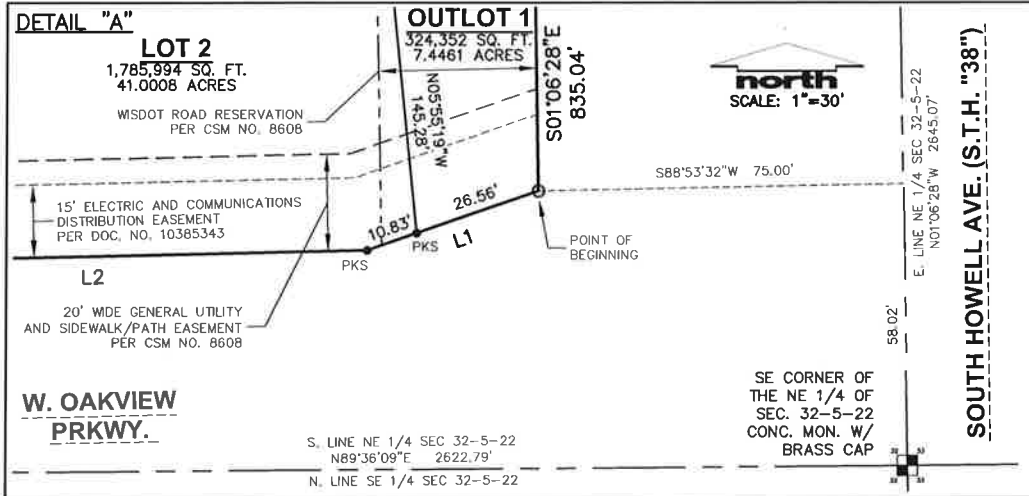 DETAIL "A"
LOT 2
1,785,994 SQ. FT.
41.0008 ACRES
OUTLOT 1
324,352 SQ. FT.
7.4461 ACRES
WISDOT ROAD RESERVATION
PER CSM NO. 8608
N05°55'19"W
145.28'
S01°06'28"E
835.04'
north
SCALE: 1"=30'
S88°53'32"W 75.00'
E. LINE NE 1/4 SEC 32-5-22
N01°06'28"W 2645.07'
SOUTH HOWELL AVE. (S.T.H. "38")
15' ELECTRIC AND COMMUNICATIONS
DISTRIBUTION EASEMENT
PER DOC. NO. 10385343
10.83'
26.56'
PKS
PKS
L1
L2
POINT OF
BEGINNING
20' WIDE GENERAL UTILITY
AND SIDEWALK/PATH EASEMENT
PER CSM NO. 8608
58.02'
W. OAKVIEW
PRKWY.
SE CORNER OF
THE NE 1/4 OF
SEC. 32-5-22
CONC. MON. W/
BRASS CAP
S. LINE NE 1/4 SEC 32-5-22
N89°36'09"E 2622.79'
N. LINE SE 1/4 SEC 32-5-22